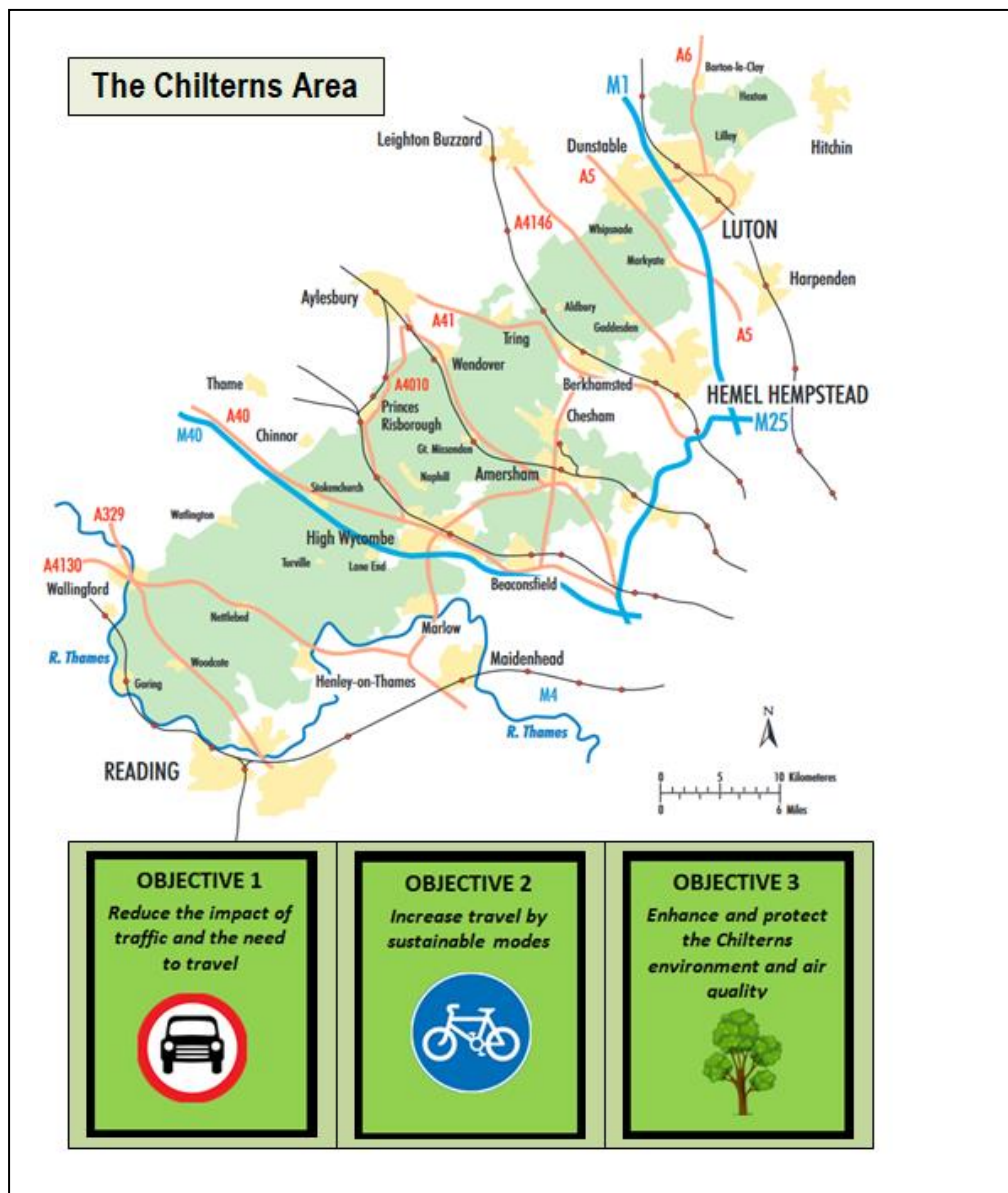 The Chilterns Area
A6
Barton-le-Clay
M1
Hexton
Leighton Buzzard
Dunstable
Lilley
Hitchin
A5
A4146
Whipsnade
LUTON
Markyate
Harpenden
Aylesbury
Aldbury
A41
Gaddesden
Tring
A5
Wendover
Thame
A4010
Berkhamsted
HEMEL HEMPSTEAD
A40
Princes
Risborough
Chesham
M25
M40
Chinnor
Gt. Missenden
Stokenchurch
Naphill
Amersham
A329
Watlington
High Wycombe
A4130
Turville
Lane End
Wallingford
Beaconsfield
Nettlebed
Marlow
R. Thames
Woodcote
Maidenhead
Goring
Henley-on-Thames
M4
N
R. Thames
READING
0 5 10 Kilometeres
0 6 Miles
OBJECTIVE 1
Reduce the impact of
traffic and the need
to travel
OBJECTIVE 2
Increase travel by
sustainable modes
OBJECTIVE 3
Enhance and protect
the Chilterns
environment and air
quality